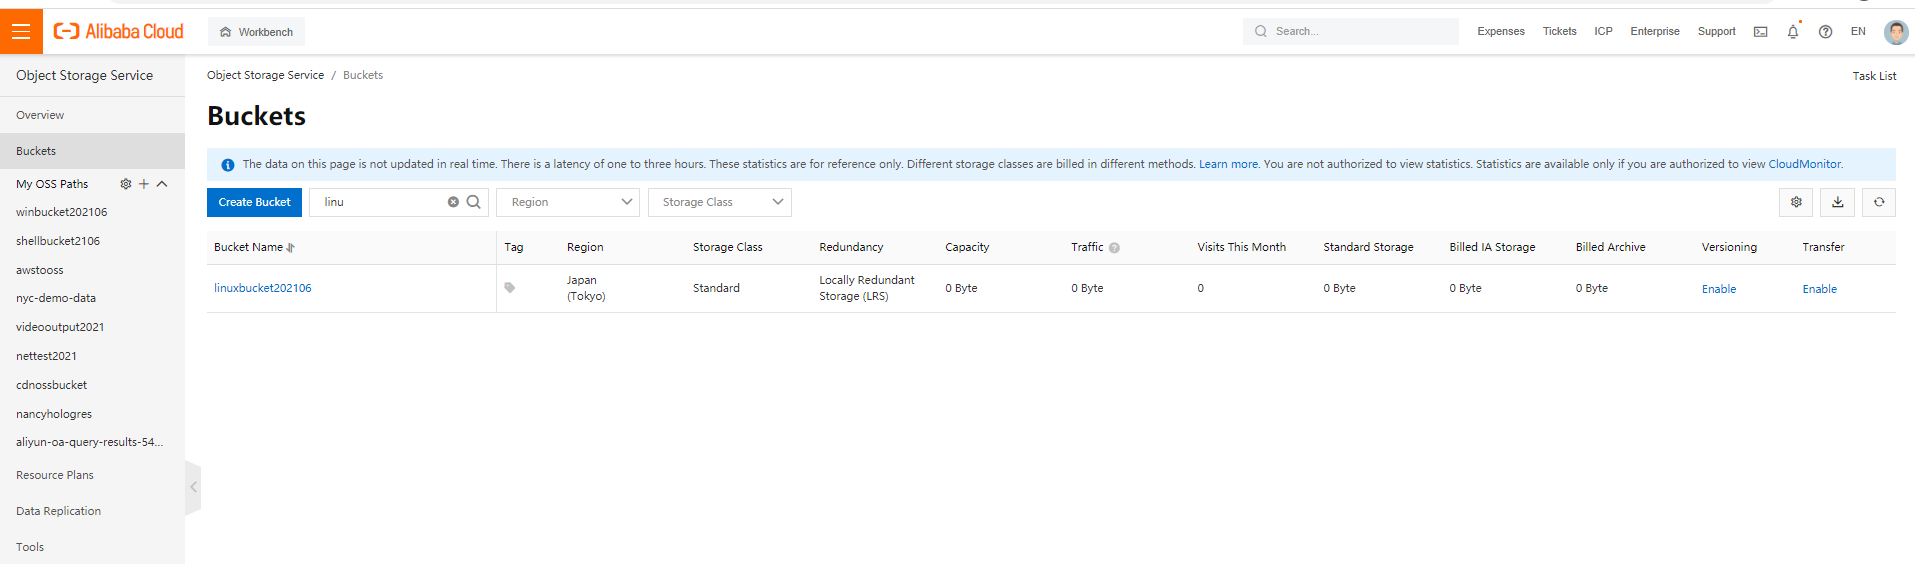 Alibaba Cloud
Workbench
Search...
Expenses
Tickets
ICP
Enterprise
Support
EN
Object Storage Service
Overview
Buckets
My OSS Paths
winbucket202106
shellbucket2106
awstooss
nyc-demo-data
videooutput2021
nettest2021
cdnossbucket
nancyhologres
aliyun-oa-query-results-54...
Resource Plans
Data Replication
Tools
Object Storage Service / Buckets
Task List
Buckets
The data on this page is not updated in real time. There is a latency of one to three hours. These statistics are for reference only. Different storage classes are billed in different methods. Learn more. You are not authorized to view statistics. Statistics are available only if you are authorized to view CloudMonitor.
Create Bucket
linu
Region
Storage Class
Bucket Name
Tag
Region
Storage Class
Redundancy
Capacity
Traffic
Visits This Month
Standard Storage
Billed IA Storage
Billed Archive
Versioning
Transfer
linuxbucket202106
Japan
(Tokyo)
Standard
Locally Redundant
Storage (LRS)
0 Byte
0 Byte
0
0 Byte
0 Byte
0 Byte
Enable
Enable